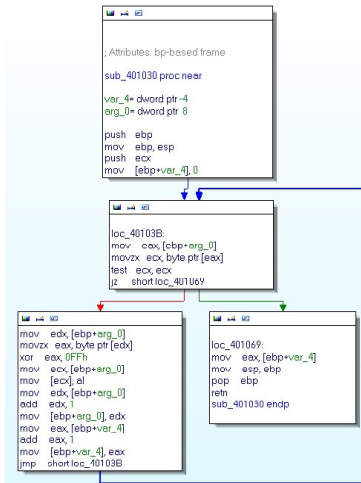 ; Attributes: bp-based frame
sub_401030 proc near
var_4= dword ptr -4
arg_0= dword ptr 8
push ebp
mov ebp, esp
push ecx
mov [ebp+var_4], 0
loc_40103B:
mov eax, [ebp+arg_0]
movzx ecx, byte ptr [eax]
test ecx, ecx
jz short loc_401069
mov edx, [ebp+arg_0]
movzx eax, byte ptr [edx]
xor eax, 0FFh
mov ecx, [ebp+arg_0]
mov [ecx], al
mov edx, [ebp+arg_0]
add edx, 1
mov [ebp+arg_0], edx
mov eax, [ebp+var_4]
add eax, 1
mov [ebp+var_4], eax
jmp short loc_40103B
loc_401069:
mov eax, [ebp+var_4]
mov esp, ebp
pop ebp
retn
sub_401030 endp